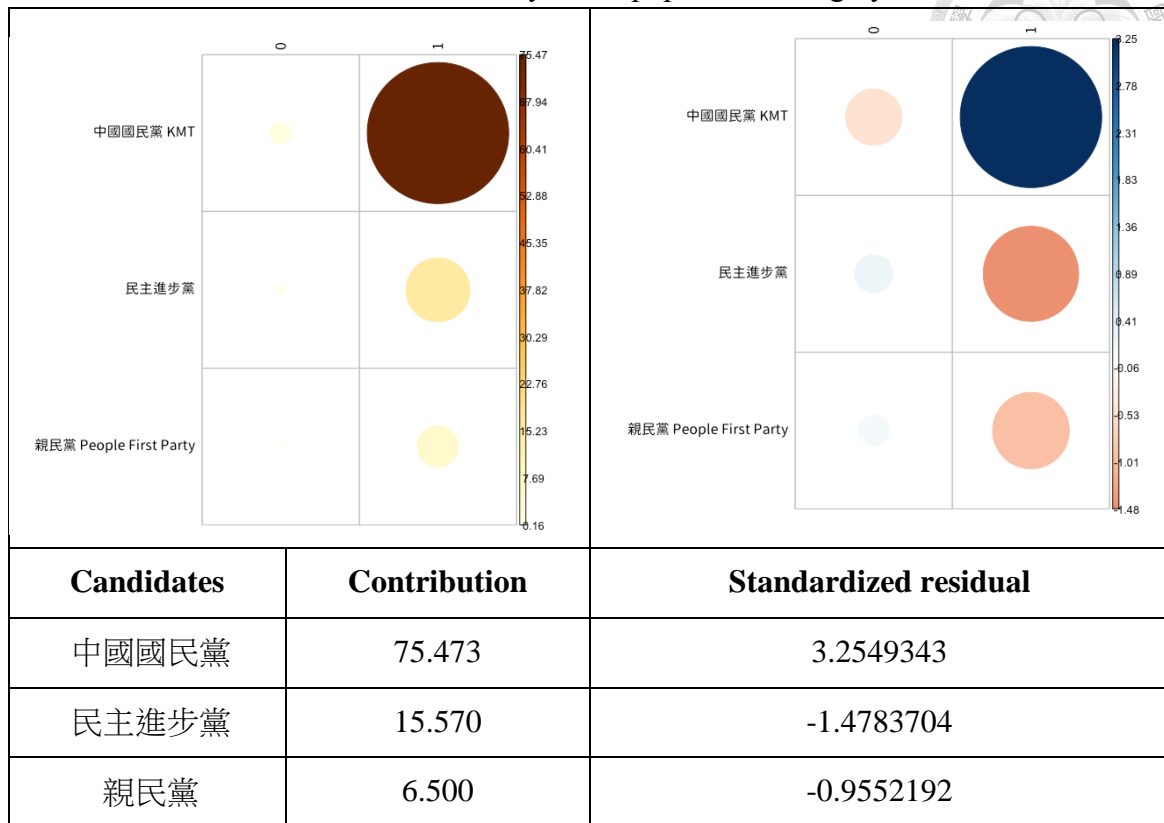 0
1
75.47
67.94
60.41
52.88
45.35
37.82
30.29
22.76
15.23
7.69
0.16
中國國民黨 KMT
民主進步黨
親民黨 People First Party
0
1
3.25
2.78
2.31
1.83
1.36
0.89
0.41
-0.06
-0.53
-1.01
-1.48
中國國民黨 KMT
民主進步黨
親民黨 People First Party
Candidates Contribution Standardized residual
中國國民黨 75.473 3.2549343
民主進步黨 15.570 -1.4783704
親民黨 6.500 -0.9552192